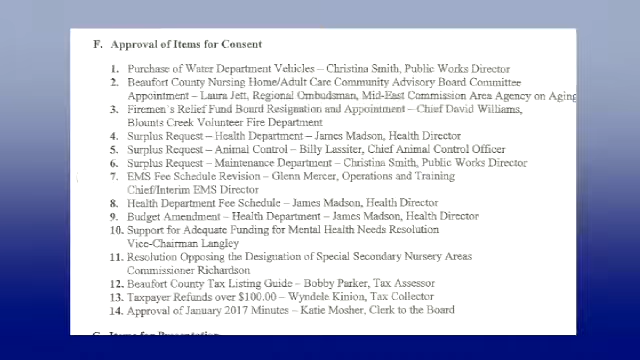 F. Approval of Items for Consent
1. Purchase of Water Department Vehicles – Christina Smith, Public Works Director
2. Beaufort County Nursing Home/Adult Care Community Advisory Board Committee
Appointment – Laura Jett, Regional Ombudsman, Mid-East Commission Area Agency on Aging
3. Firemen's Relief Fund Board Resignation and Appointment – Chief David Williams,
Blounts Creek Volunteer Fire Department
4. Surplus Request – Health Department – James Madson, Health Director
5. Surplus Request – Animal Control – Billy Lassiter, Chief Animal Control Officer
6. Surplus Request – Maintenance Department – Christina Smith, Public Works Director
7. EMS Fee Schedule Revision – Glenn Mercer, Operations and Training
Chief/Interim EMS Director
8. Health Department Fee Schedule – James Madson, Health Director
9. Budget Amendment – Health Department – James Madson, Health Director
10. Support for Adequate Funding for Mental Health Needs Resolution
Vice-Chairman Langley
11. Resolution Opposing the Designation of Special Secondary Nursery Areas
Commissioner Richardson
12. Beaufort County Tax Listing Guide – Bobby Parker, Tax Assessor
13. Taxpayer Refunds over $100.00 – Wyndele Kinion, Tax Collector
14. Approval of January 2017 Minutes – Katie Mosher, Clerk to the Board